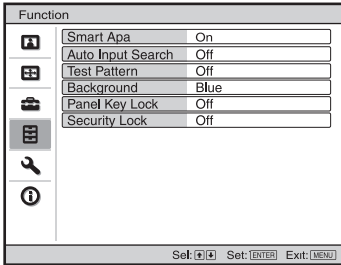 Function
Smart Apa On
Auto Input Search Off
Test Pattern Off
Background Blue
Panel Key Lock Off
Security Lock Off
Sel: Set: ENTER Exit: MENU